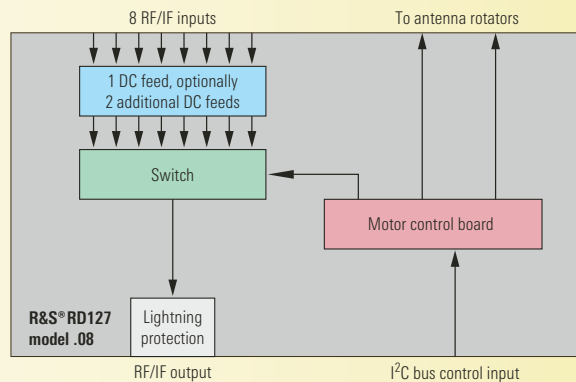 8 RF/IF inputs
To antenna rotators
1 DC feed, optionally
2 additional DC feeds
Switch
Motor control board
R&S® RD127
model .08
Lightning
protection
RF/IF output
I²C bus control input